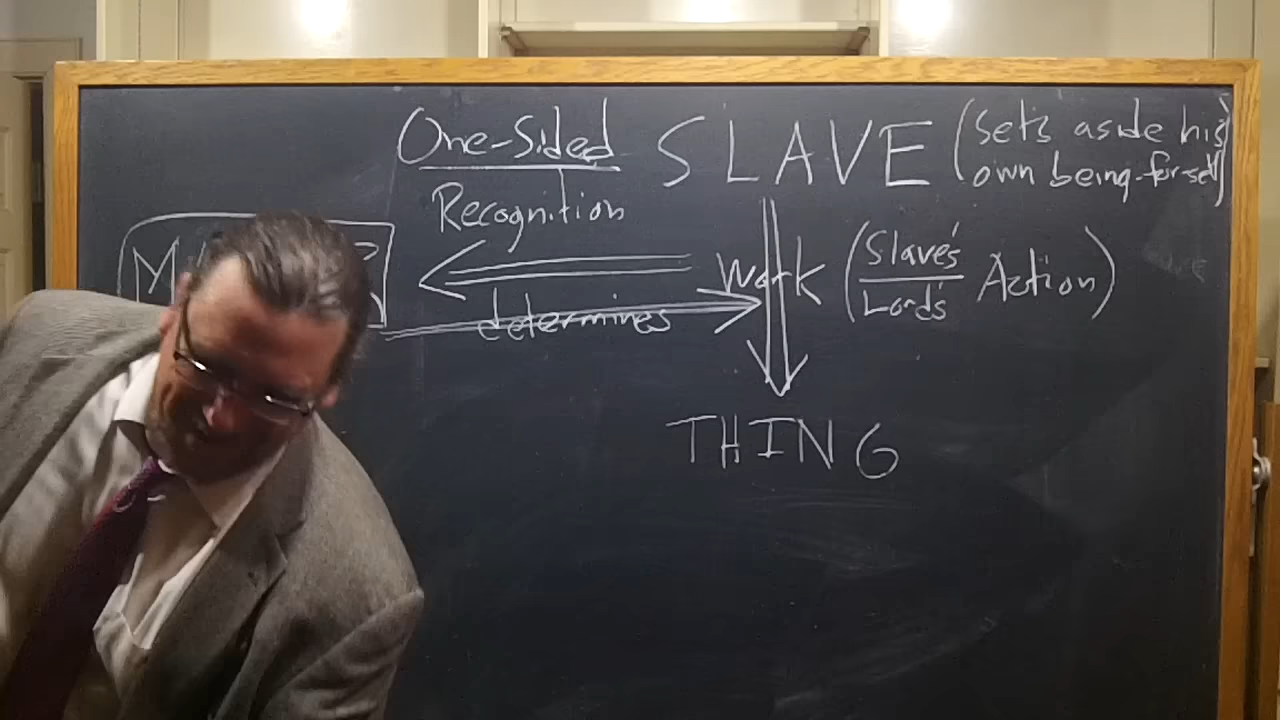 One-Sided
Recognition
SLAVE (sets aside his
own being-for-self)
Work (Slave's
Lord's Action)
determines
THING